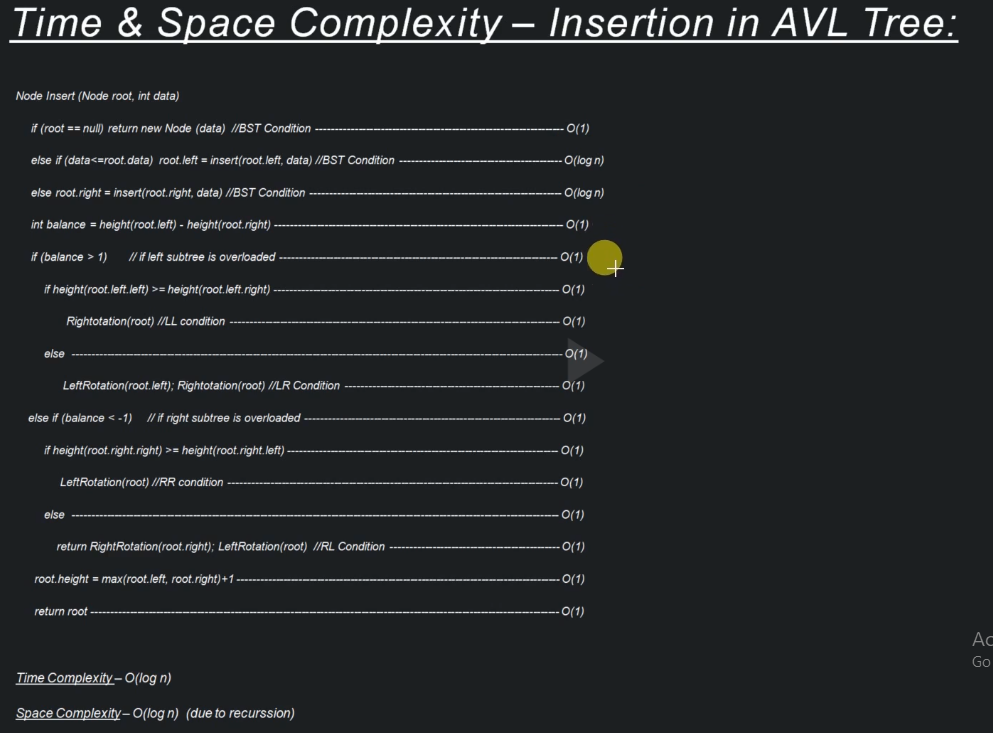 Time & Space Complexity – Insertion in AVL Tree:
Node Insert (Node root, int data)
if (root == null) return new Node (data) //BST Condition ---------------------------------------------------------------- O(1)
else if (data<=root.data) root.left = insert(root.left, data) //BST Condition ------------------------------------------ O(log n)
else root.right = insert(root.right, data) //BST Condition ----------------------------------------------------------------- O(log n)
int balance = height(root.left) - height(root.right) -------------------------------------------------------------------------- O(1)
if (balance > 1) // if left subtree is overloaded ------------------------------------------------------------------------ O(1)
if height(root.left.left) >= height(root.left.right) -------------------------------------------------------------------------- O(1)
Rightotation(root) //LL condition ------------------------------------------------------------------------------------- O(1)
else ------------------------------------------------------------------------------------------------------------------------------ O(1)
LeftRotation(root.left); Rightotation(root) //LR Condition ------------------------------------------------------- O(1)
else if (balance < -1) // if right subtree is overloaded ------------------------------------------------------------------ O(1)
if height(root.right.right) >= height(root.right.left) ---------------------------------------------------------------------- O(1)
LeftRotation(root) //RR condition ------------------------------------------------------------------------------------- O(1)
else ------------------------------------------------------------------------------------------------------------------------------ O(1)
return RightRotation(root.right); LeftRotation(root) //RL Condition -------------------------------------------- O(1)
root.height = max(root.left, root.right)+1 ----------------------------------------------------------------------------------- O(1)
return root ------------------------------------------------------------------------------------------------------------------------- O(1)
Time Complexity – O(log n)
Space Complexity – O(log n) (due to recurssion)
Go